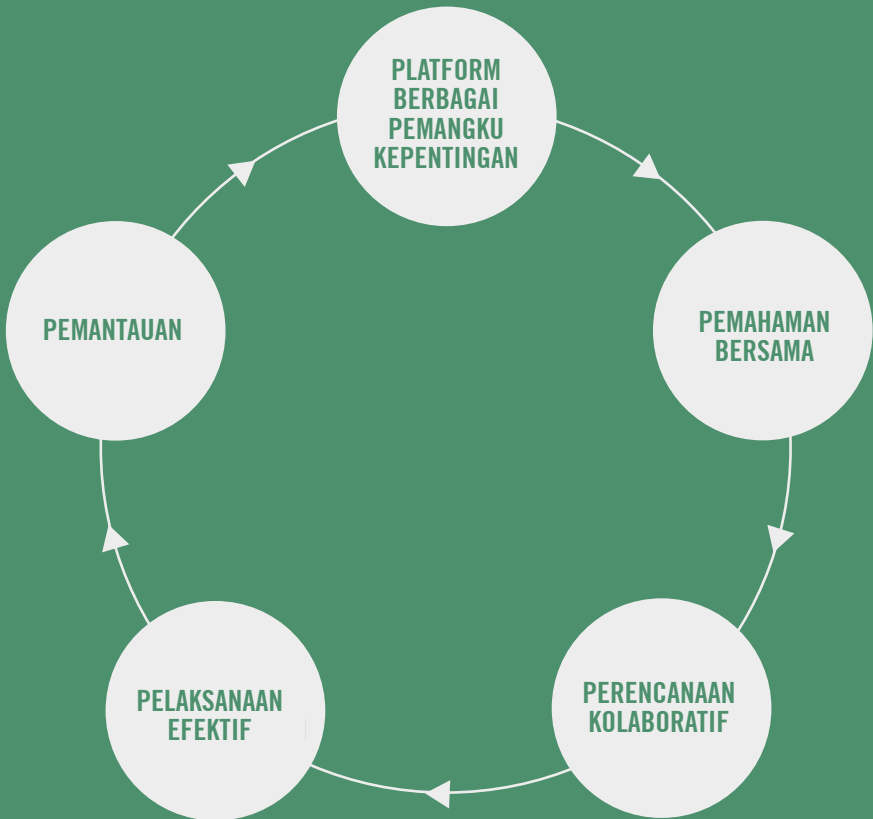 PLATFORM
BERBAGAI
PEMANGKU
KEPENTINGAN
PEMAHAMAN
BERSAMA
PERENCANAAN
KOLABORATIF
PELAKSANAAN
EFEKTIF
PEMANTAUAN